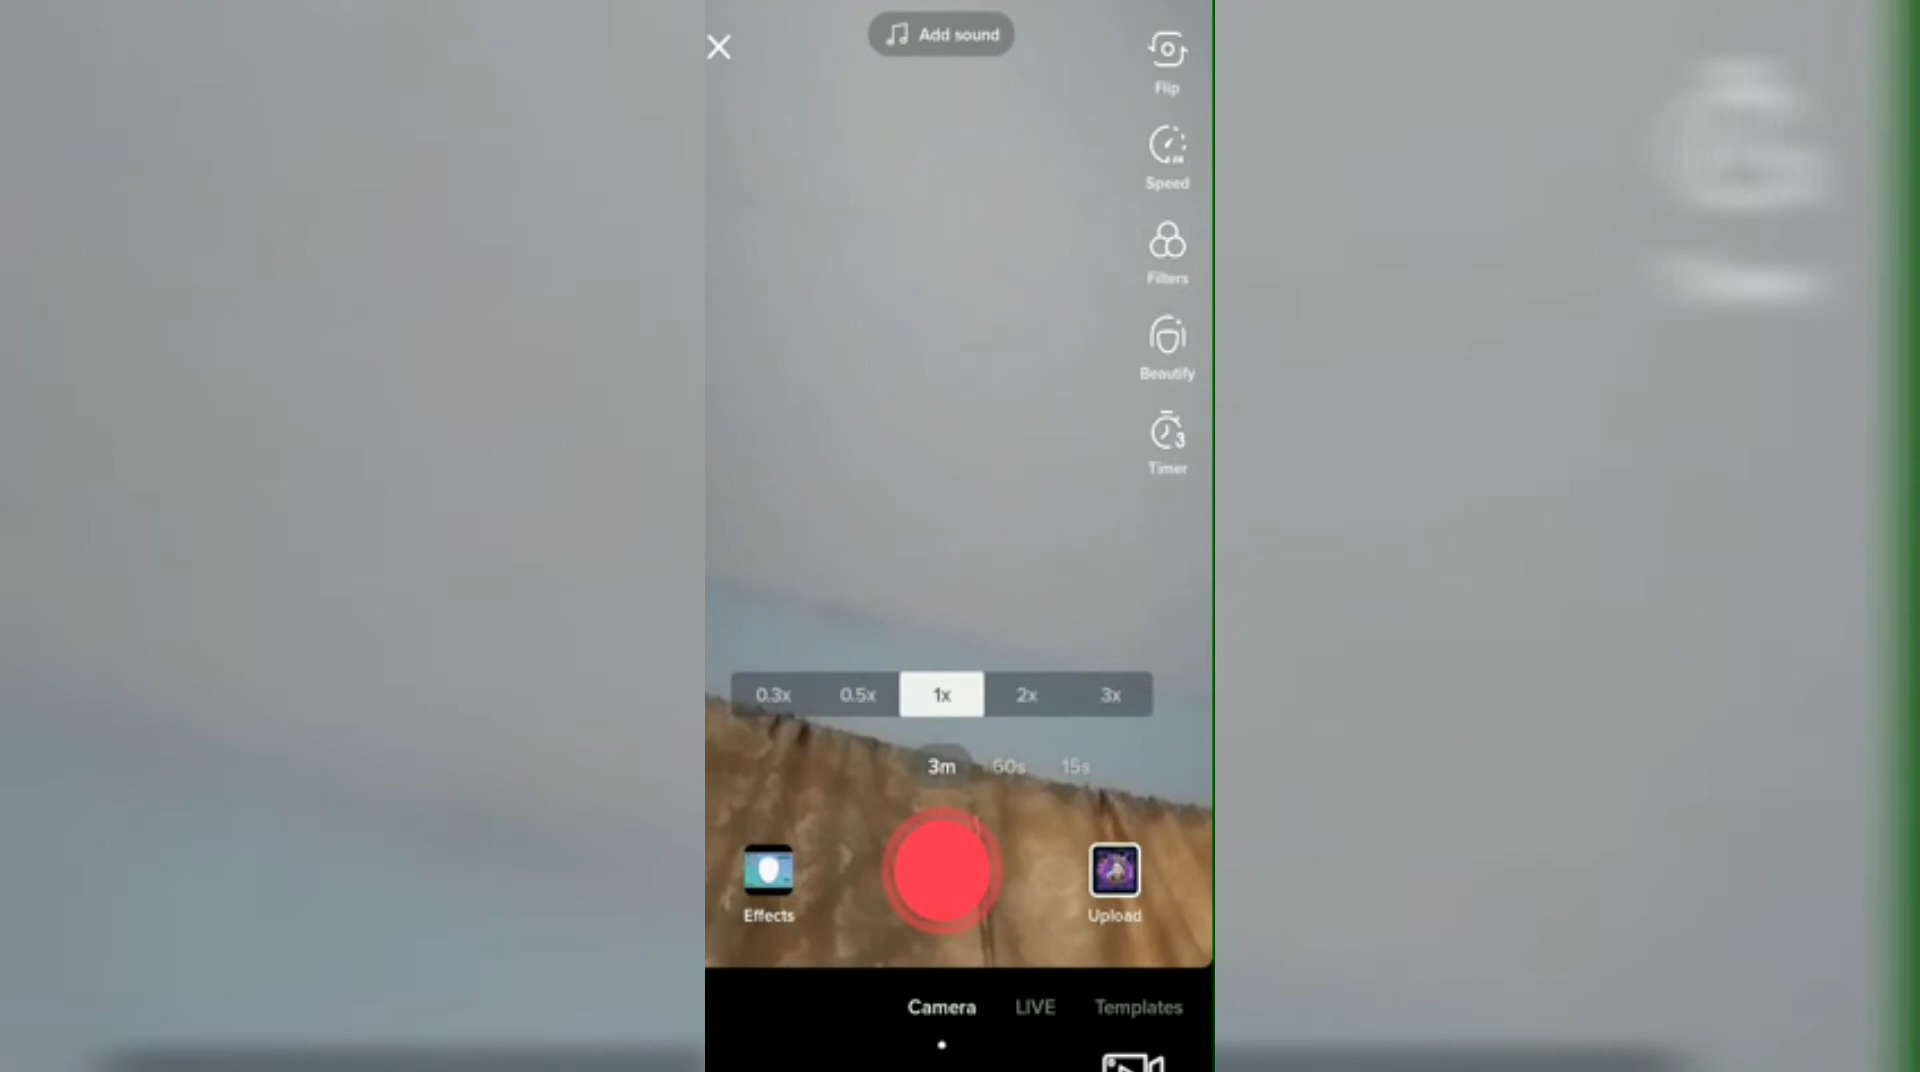 Add sound
Flip
Speed
Filters
Beautify
3
Timer
0.3x 0.5x 1x 2x 3x
3m 60s 15s
Effects
Upload
Camera LIVE Templates